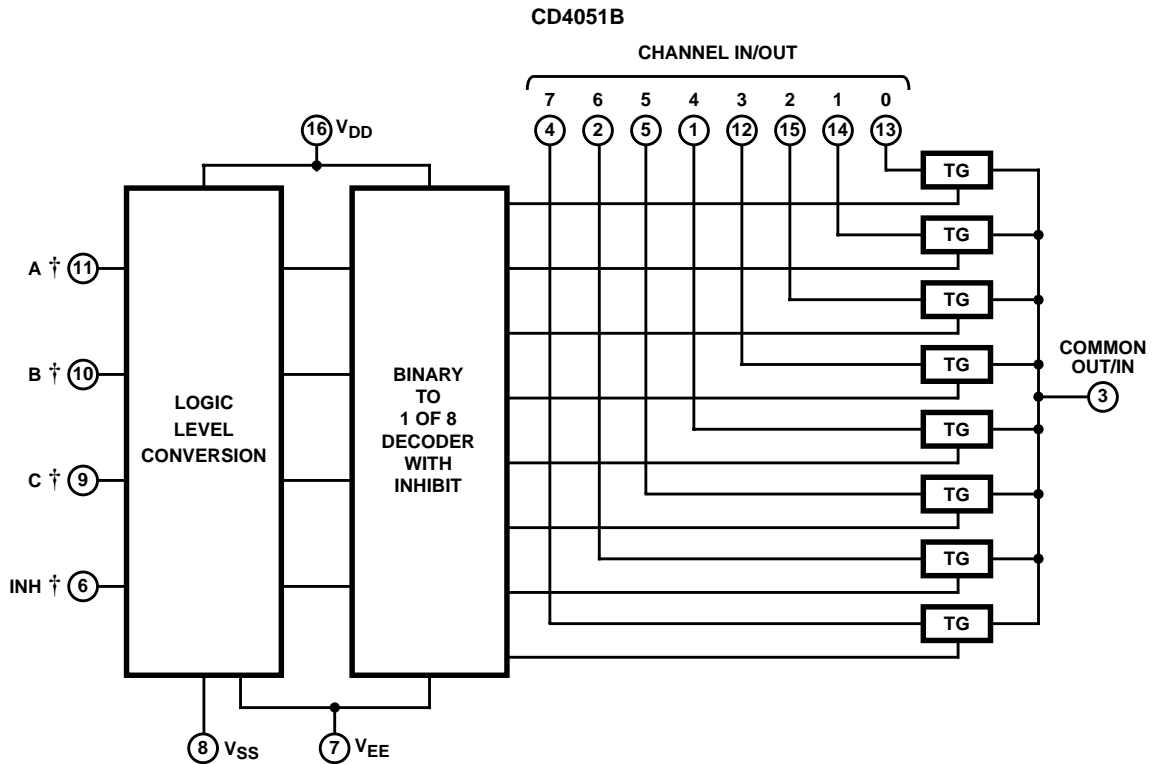 CD4051B
CHANNEL IN/OUT
7 6 5 4 3 2 1 0
4 2 5 1 12 15 14 13
16 VDD
TG
TG
TG
TG
TG
TG
TG
TG
A † 11
B † 10
C † 9
INH † 6
LOGIC
LEVEL
CONVERSION
BINARY
TO
1 OF 8
DECODER
WITH
INHIBIT
COMMON
OUT/IN
3
8 VSS
7 VEE